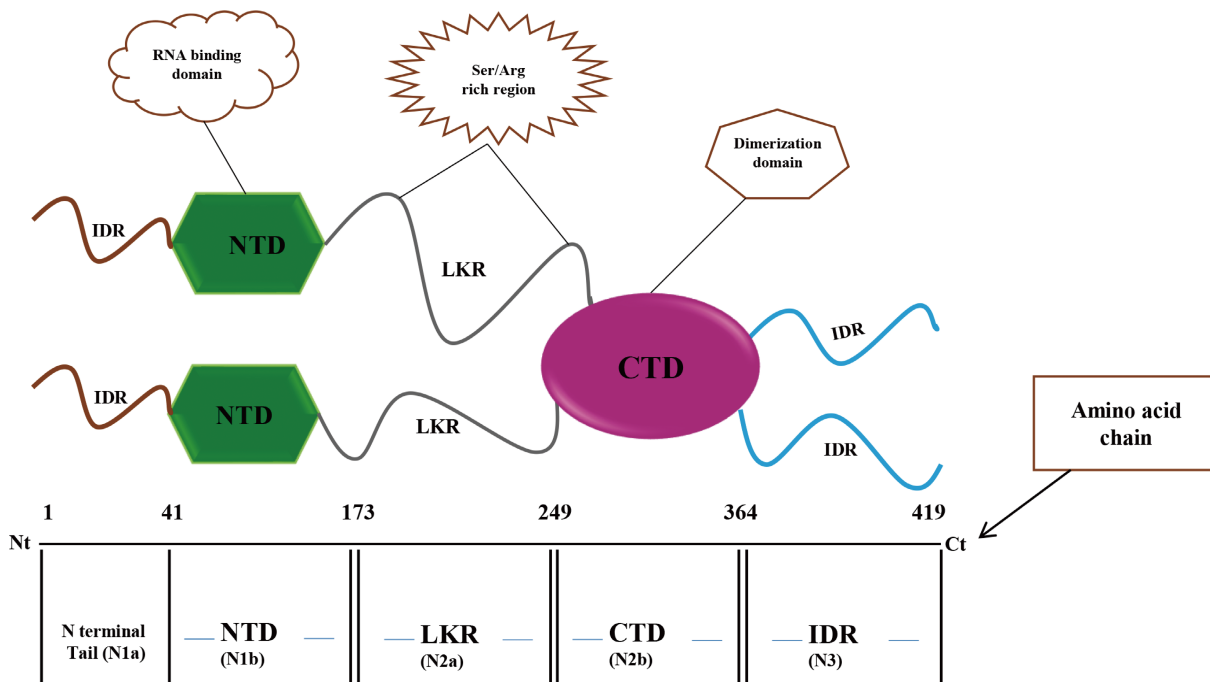 RNA binding
domain
Ser/Arg
rich region
Dimerization
domain
IDR
NTD
LKR
IDR
CTD
IDR
NTD
LKR
IDR
Amino acid
chain
1 41 173 249 364 419
Nt Ct
N terminal
Tail (N1a)
NTD
(N1b)
LKR
(N2a)
CTD
(N2b)
IDR
(N3)